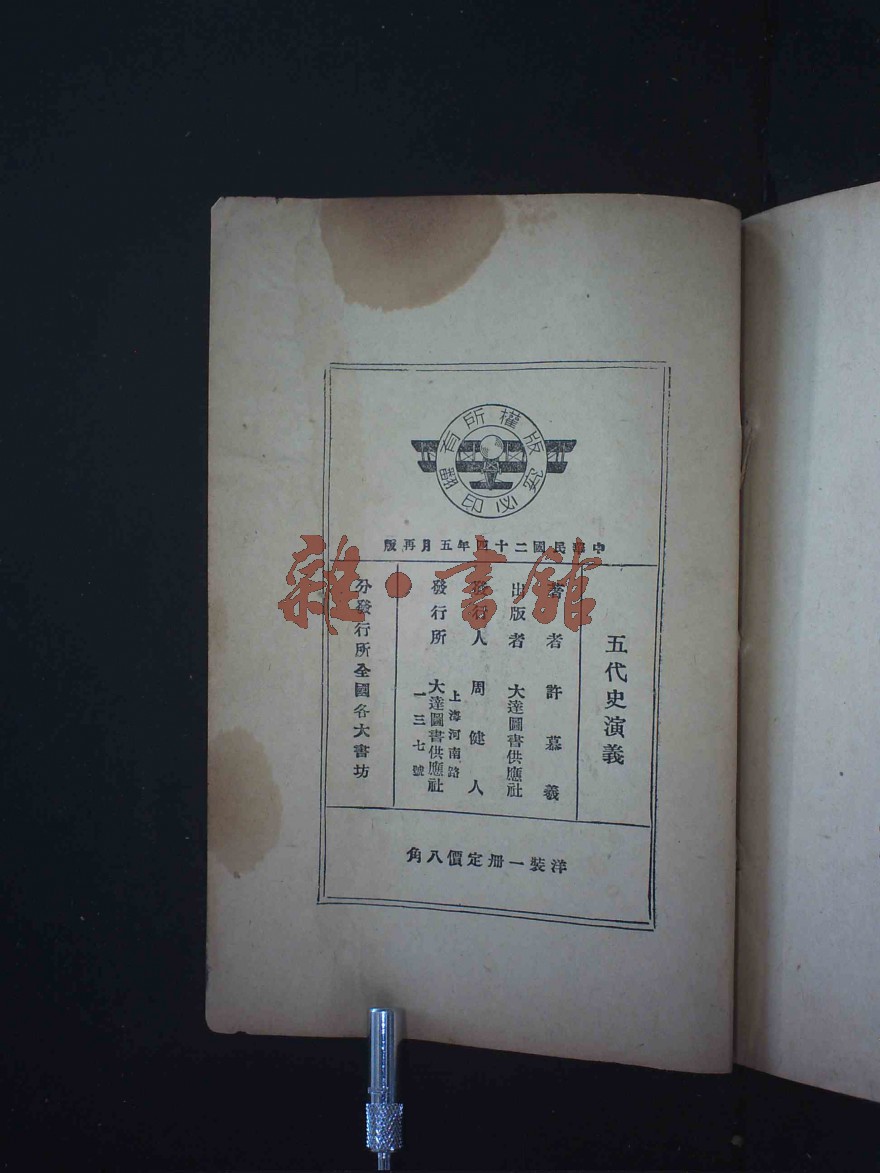 版權所有
翻印必究
中華民國二十四年五月再版
五代史演義
著者 許慕羲
出版者 大達圖書供應社
發行人 周健人
上海河南路
發行所 大達圖書供應社
一三七號
分發行所全國各大書坊
洋裝一册定價八角
雜·書館